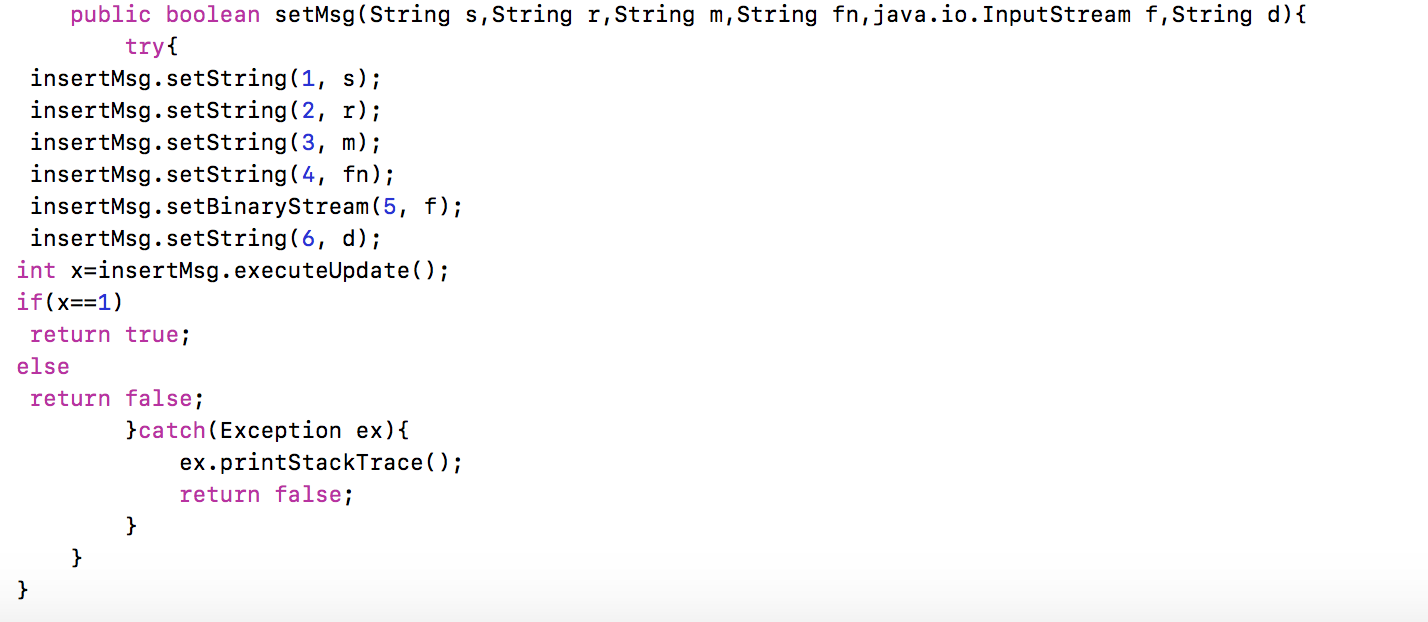 public boolean setMsg(String s,String r,String m,String fn,java.io.InputStream f,String d){
try{
insertMsg.setString(1, s);
insertMsg.setString(2, r);
insertMsg.setString(3, m);
insertMsg.setString(4, fn);
insertMsg.setBinaryStream(5, f);
insertMsg.setString(6, d);
int x=insertMsg.executeUpdate();
if(x==1)
return true;
else
return false;
}catch(Exception ex){
ex.printStackTrace();
return false;
}
}
}